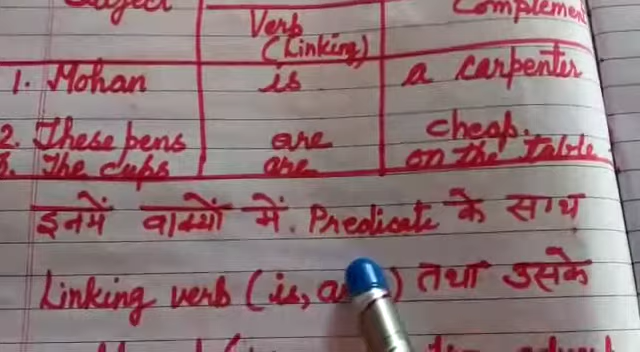 Subject Complement
Verb
(Linking)
1. Mohan is a carpenter
2. These pens are cheap.
3. The cups are on the table
इनमें वाक्यों में Predicate के साथ
Linking verb (is, a ) तथा उसके